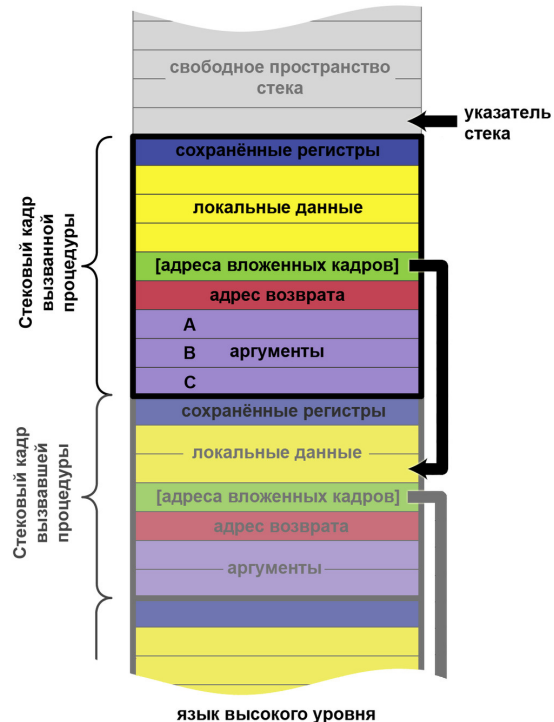 свободное пространство
стека
указатель
стека
Стековый кадр
вызванной
процедуры
сохранённые регистры
локальные данные
[адреса вложенных кадров]
адрес возврата
A
B
аргументы
C
Стековый кадр
вызвавшей
процедуры
сохранённые регистры
локальные данные
[адреса вложенных кадров]
адрес возврата
аргументы
язык высокого уровня